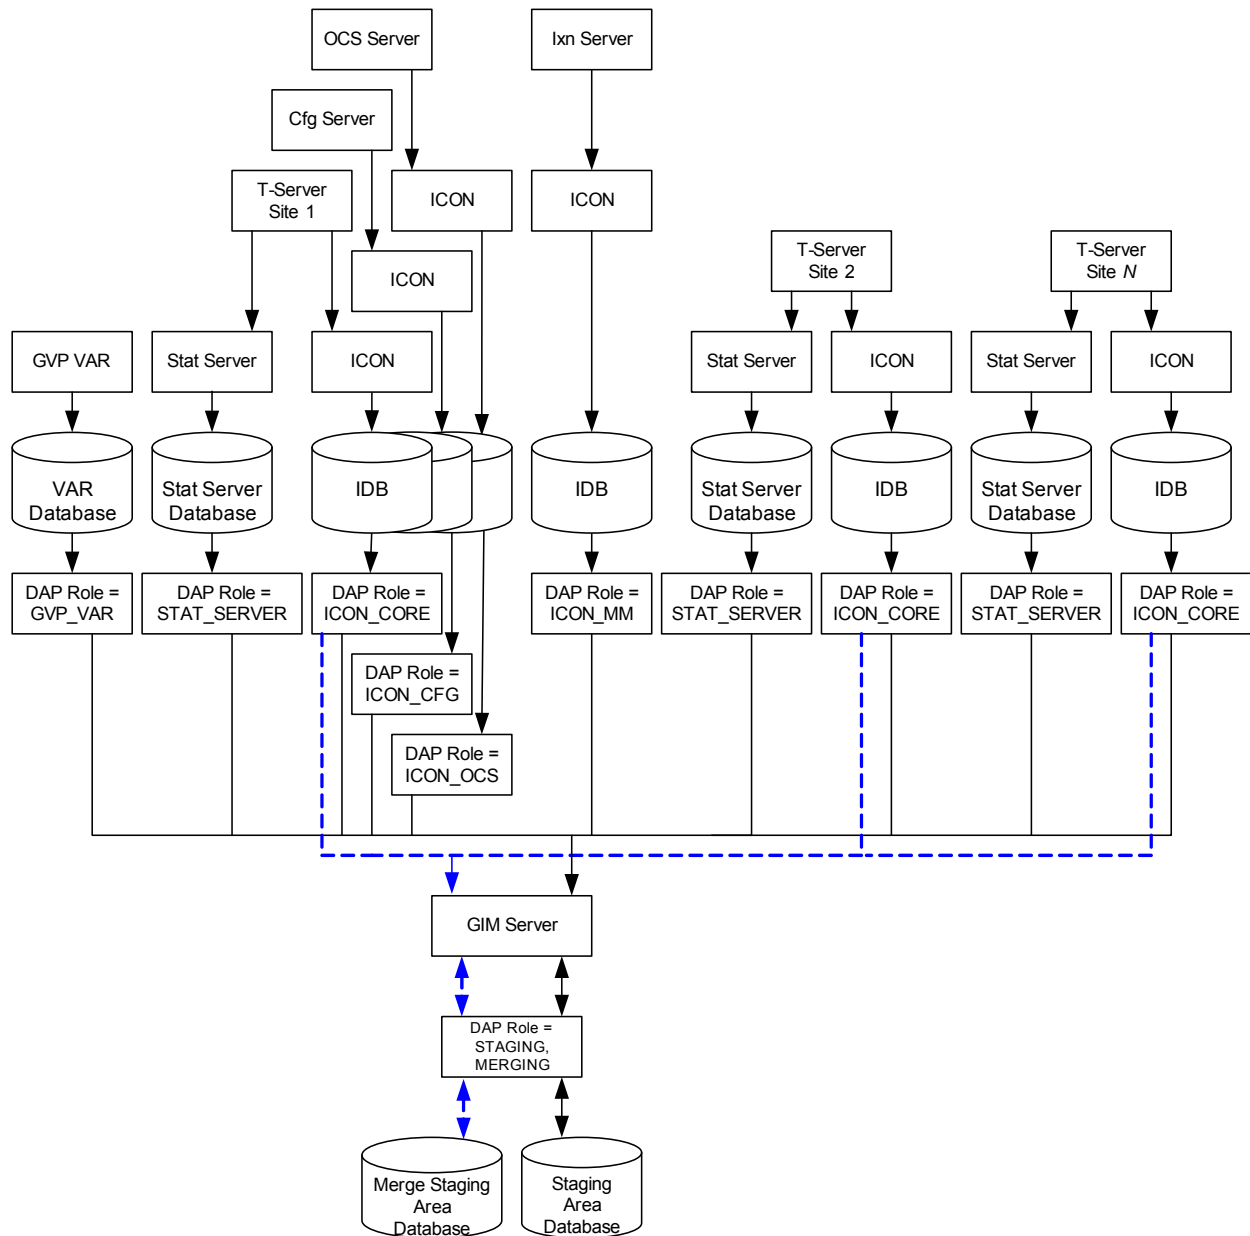 OCS Server
Ixn Server
Cfg Server
T-Server
Site 1
ICON
ICON
ICON
T-Server
Site 2
T-Server
Site N
GVP VAR
Stat Server
ICON
Stat Server
ICON
Stat Server
ICON
VAR
Database
Stat Server
Database
IDB
IDB
Stat Server
Database
IDB
Stat Server
Database
IDB
DAP Role =
GVP_VAR
DAP Role =
STAT_SERVER
DAP Role =
ICON_CORE
DAP Role =
ICON_MM
DAP Role =
STAT_SERVER
DAP Role =
ICON_CORE
DAP Role =
STAT_SERVER
DAP Role =
ICON_CORE
DAP Role =
ICON_CFG
DAP Role =
ICON_OCS
GIM Server
DAP Role =
STAGING,
MERGING
Merge Staging
Area
Database
Staging
Area
Database